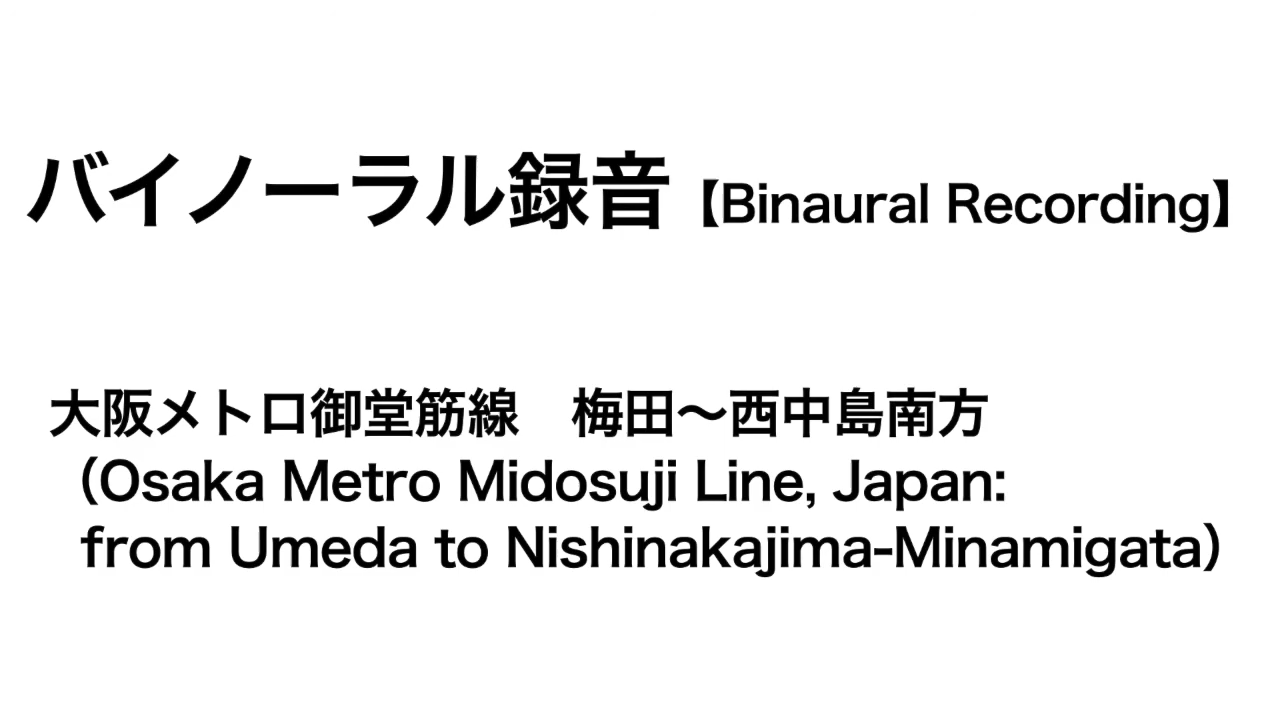 バイノーラル録音【Binaural Recording】
大阪メトロ御堂筋線　梅田〜西中島南方
（Osaka Metro Midosuji Line, Japan:
from Umeda to Nishinakajima-Minamigata）